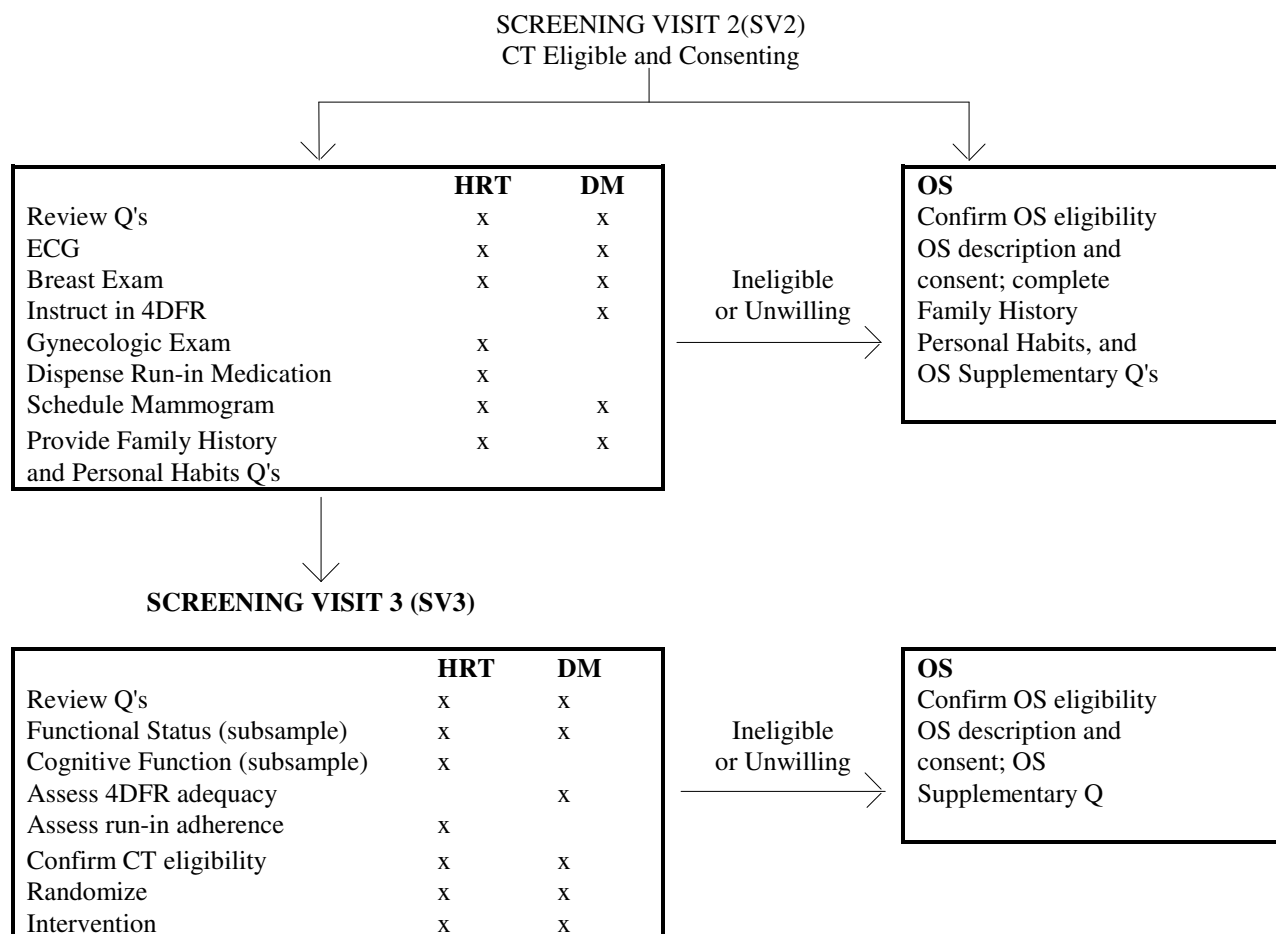 SCREENING VISIT 2(SV2)
CT Eligible and Consenting
HRT DM
Review Q's x x
ECG x x
Breast Exam x x
Instruct in 4DFR x
Gynecologic Exam x
Dispense Run-in Medication x
Schedule Mammogram x x
Provide Family History x x
and Personal Habits Q's
Ineligible
or Unwilling
OS
Confirm OS eligibility
OS description and
consent; complete
Family History
Personal Habits, and
OS Supplementary Q's
SCREENING VISIT 3 (SV3)
HRT DM
Review Q's x x
Functional Status (subsample) x x
Cognitive Function (subsample) x
Assess 4DFR adequacy x
Assess run-in adherence x
Confirm CT eligibility x x
Randomize x x
Intervention x x
Ineligible
or Unwilling
OS
Confirm OS eligibility
OS description and
consent; OS
Supplementary Q